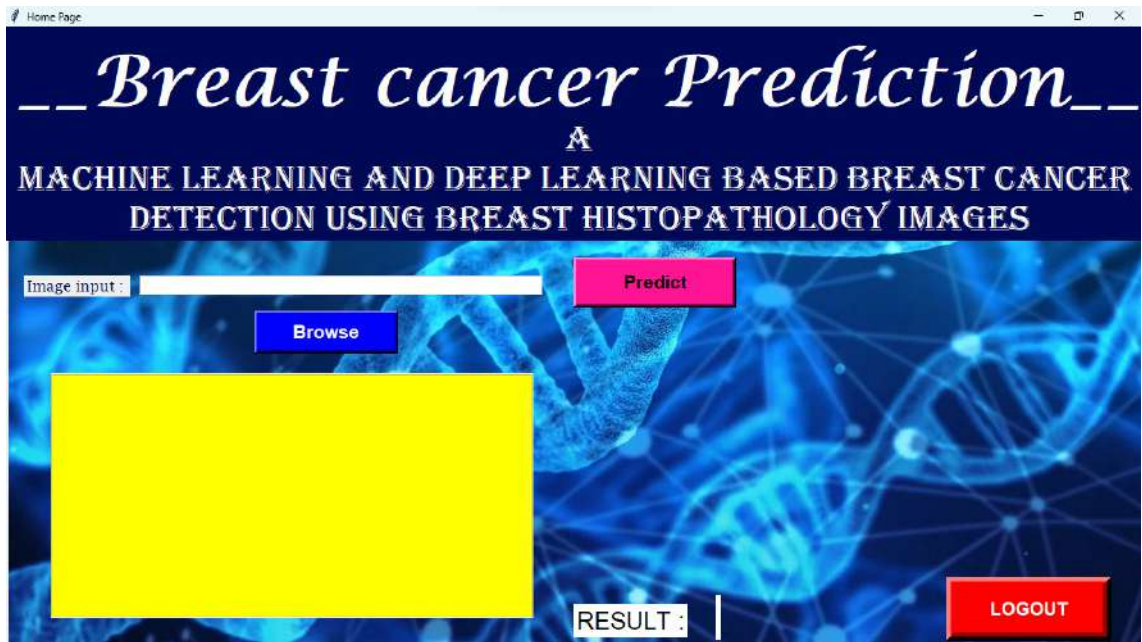 Home Page
__Breast cancer Prediction__
A
MACHINE LEARNING AND DEEP LEARNING BASED BREAST CANCER
DETECTION USING BREAST HISTOPATHOLOGY IMAGES
Image input :
Predict
Browse
RESULT :
LOGOUT